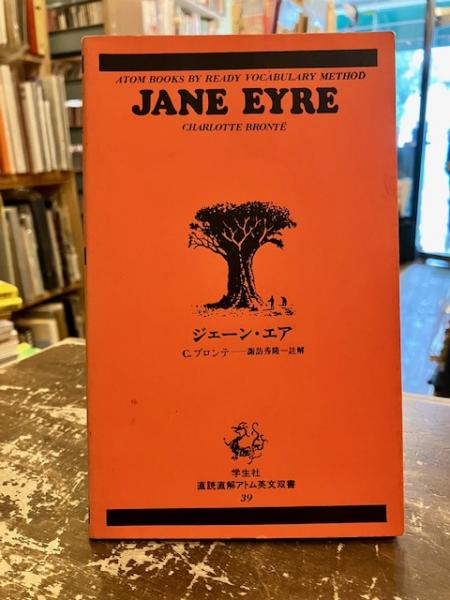 ATOM BOOKS BY READY VOCABULARY METHOD
JANE EYRE
CHARLOTTE BRONTË
ジェーン・エア
C. ブロンテ——諏訪秀隆—註解
学生社
直読直解アトム英文双書
39